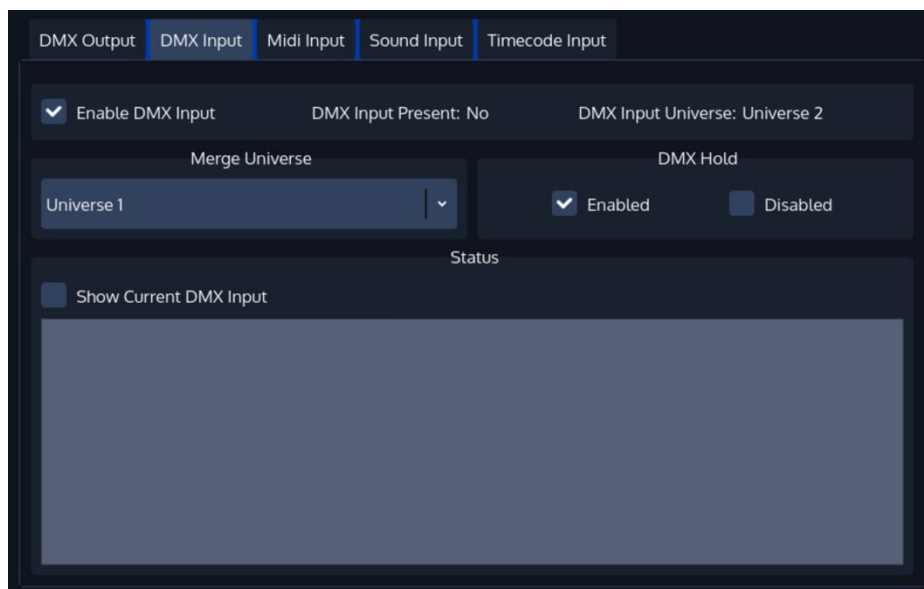 DMX Output DMX Input Midi Input Sound Input Timecode Input
Enable DMX Input DMX Input Present: No DMX Input Universe: Universe 2
Merge Universe DMX Hold
Universe 1 Enabled Disabled
Status
Show Current DMX Input